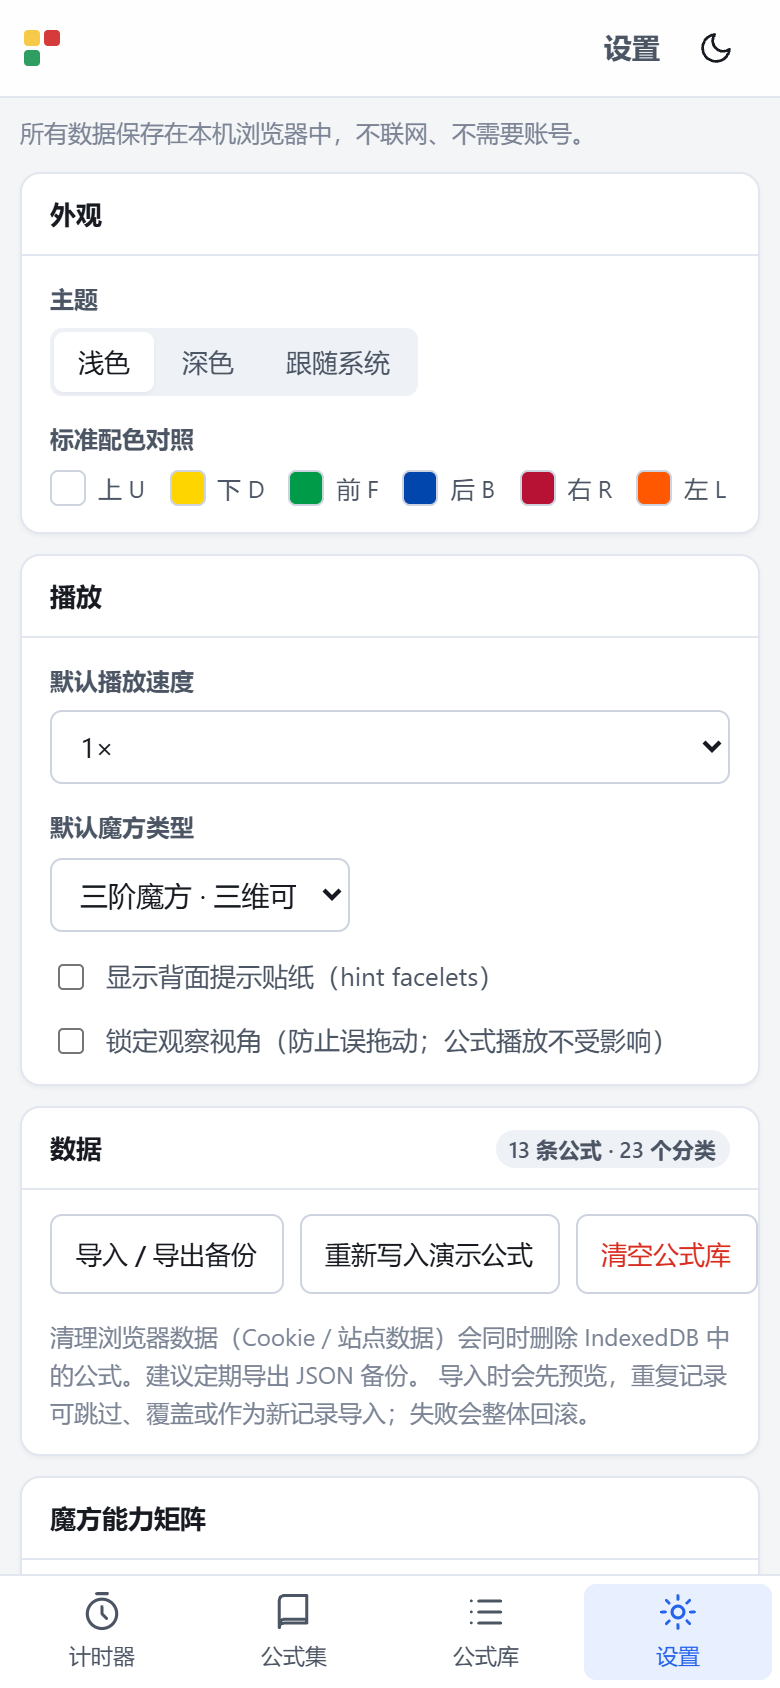 设置
所有数据保存在本机浏览器中，不联网、不需要账号。
外观
主题
浅色 深色 跟随系统
标准配色对照
上 U 下 D 前 F 后 B 右 R 左 L
播放
默认播放速度
1×
默认魔方类型
三阶魔方 · 三维可
显示背面提示贴纸（hint facelets）
锁定观察视角（防止误拖动；公式播放不受影响）
数据 13 条公式 · 23 个分类
导入 / 导出备份 重新写入演示公式 清空公式库
清理浏览器数据（Cookie / 站点数据）会同时删除 IndexedDB 中
的公式。建议定期导出 JSON 备份。 导入时会先预览，重复记录
可跳过、覆盖或作为新记录导入；失败会整体回滚。
魔方能力矩阵
计时器 公式集 公式库 设置